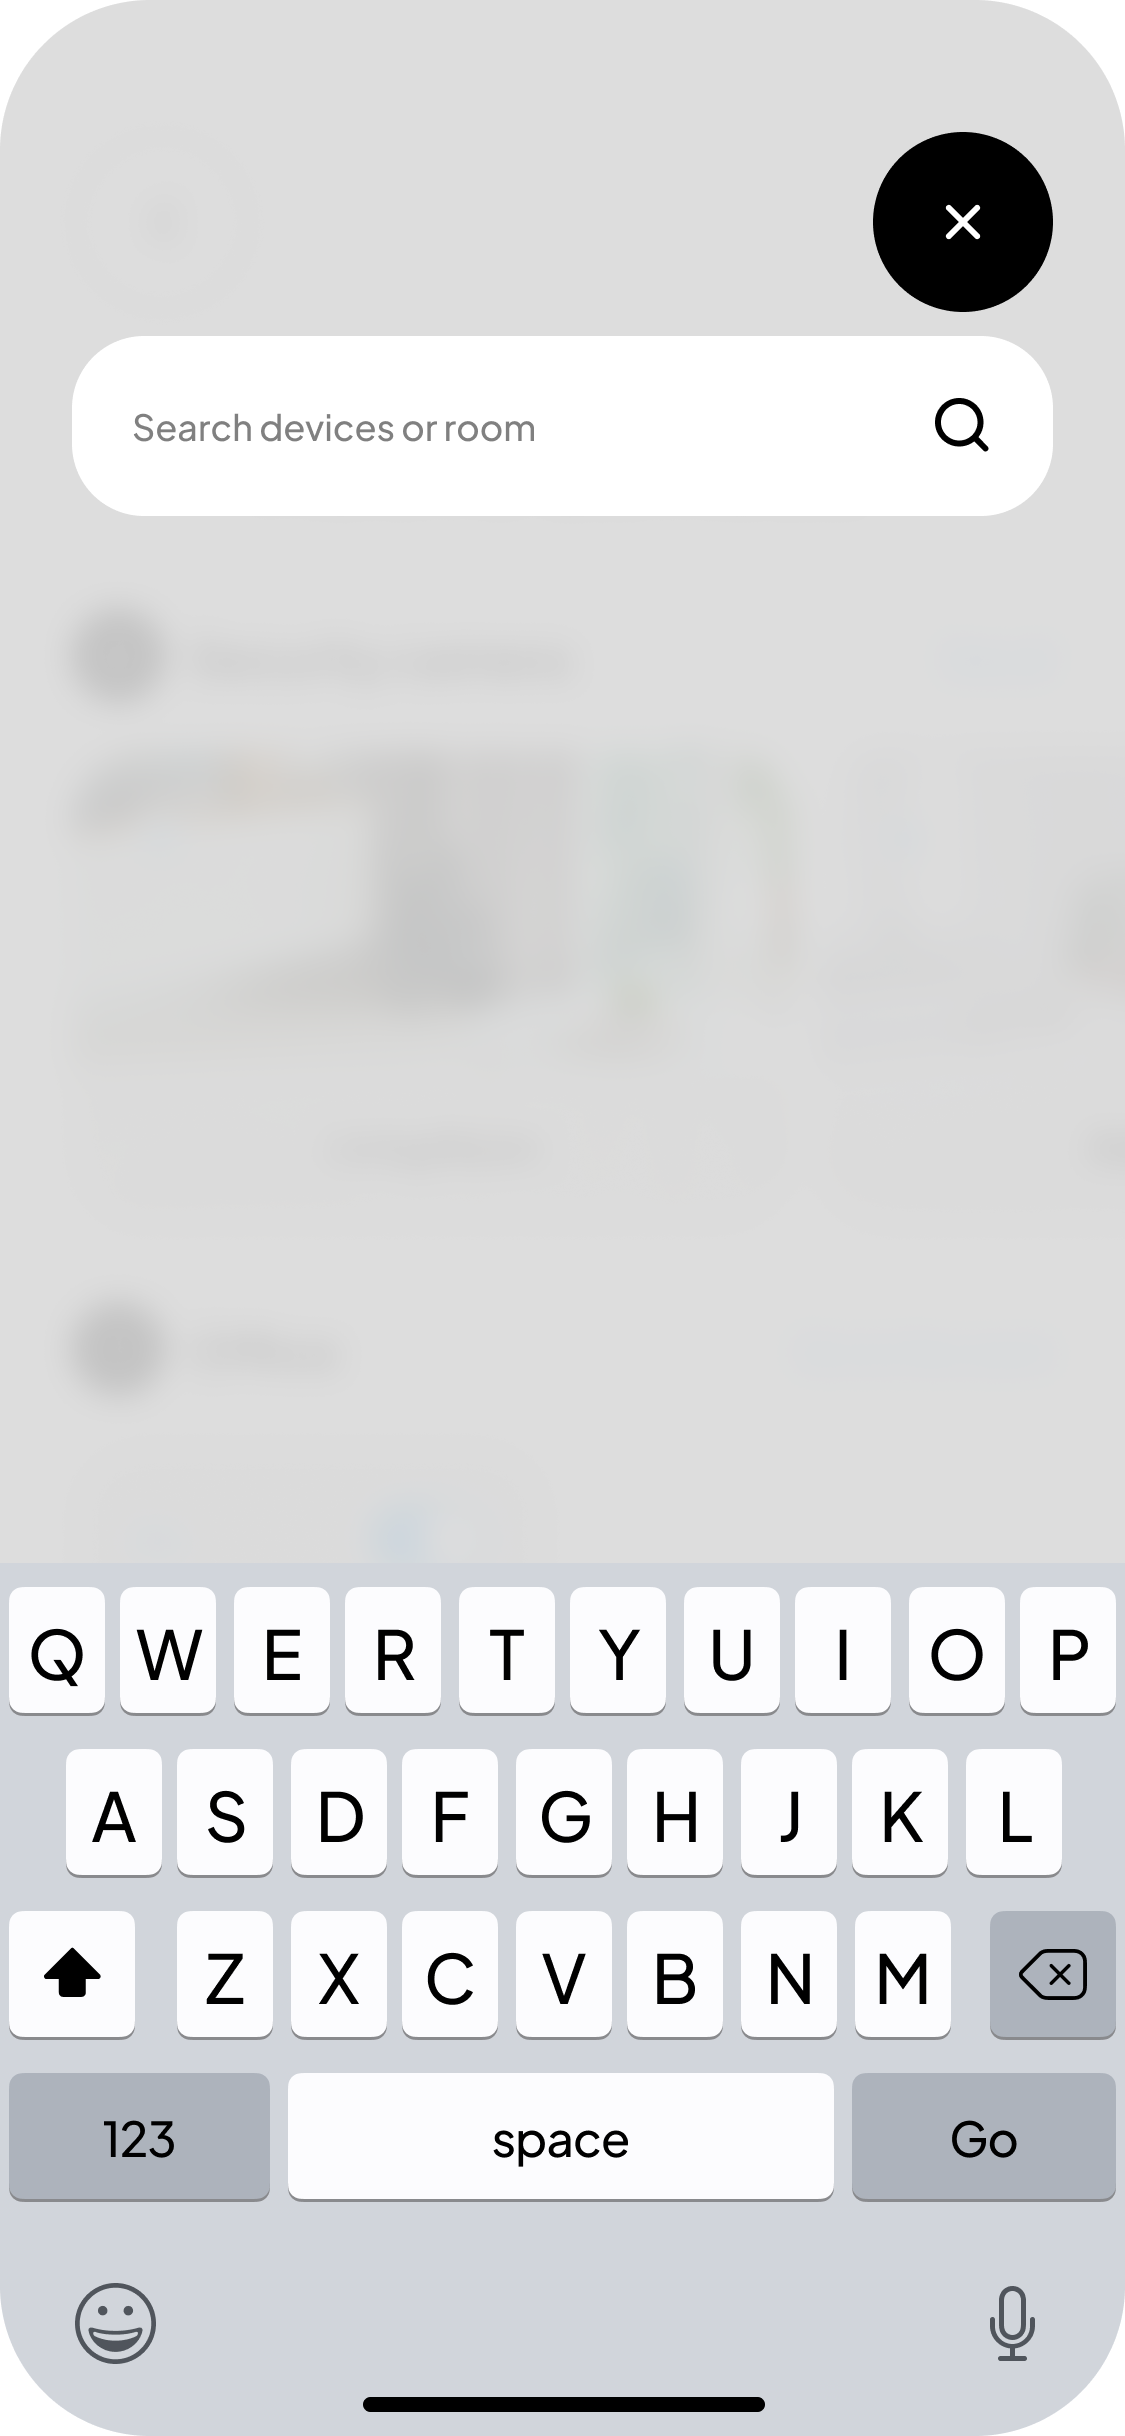 Search devices or room
Q W E R T Y U I O P
A S D F G H J K L
Z X C V B N M
123 space Go